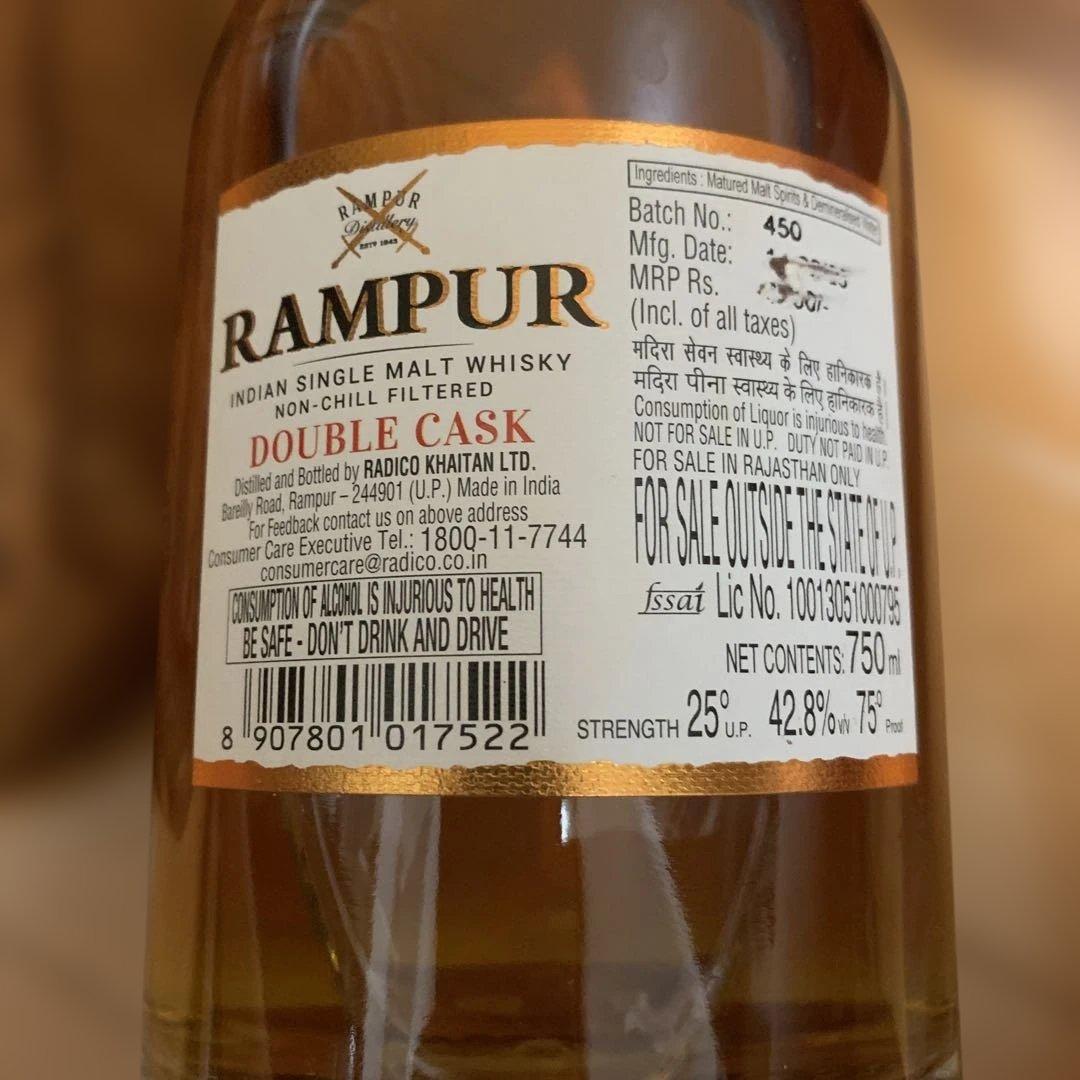 RAMPUR
Distillery
ESTD 1943
RAMPUR
INDIAN SINGLE MALT WHISKY
NON-CHILL FILTERED
DOUBLE CASK
Distilled and Bottled by RADICO KHAITAN LTD.
Bareilly Road, Rampur – 244901 (U.P.) Made in India
For Feedback contact us on above address
Consumer Care Executive Tel.: 1800-11-7744
consumercare@radico.co.in
CONSUMPTION OF ALCOHOL IS INJURIOUS TO HEALTH
BE SAFE - DON'T DRINK AND DRIVE
8 907801 017522
Ingredients : Matured Malt Spirits & Demineralised Water
Batch No.: 450
Mfg. Date:
MRP Rs.
(Incl. of all taxes)
मदिरा सेवन स्वास्थ्य के लिए हानिकारक है।
मदिरा पीना स्वास्थ्य के लिए हानिकारक है।
Consumption of Liquor is injurious to health.
NOT FOR SALE IN U.P. DUTY NOT PAID IN U.P.
FOR SALE IN RAJASTHAN ONLY
FOR SALE OUTSIDE THE STATE OF U.P.
fssai Lic No. 10013051000795
NET CONTENTS: 750 ml
STRENGTH 25° U.P. 42.8% v/v 75° Proof